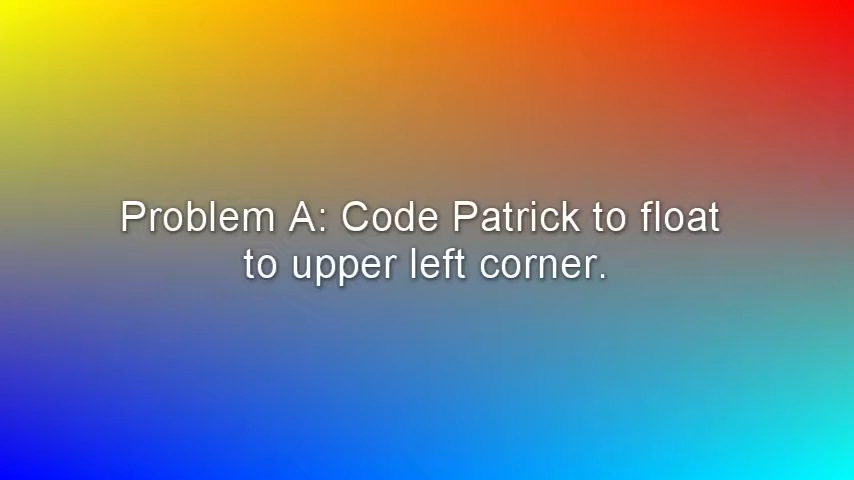 Problem A: Code Patrick to float
to upper left corner.